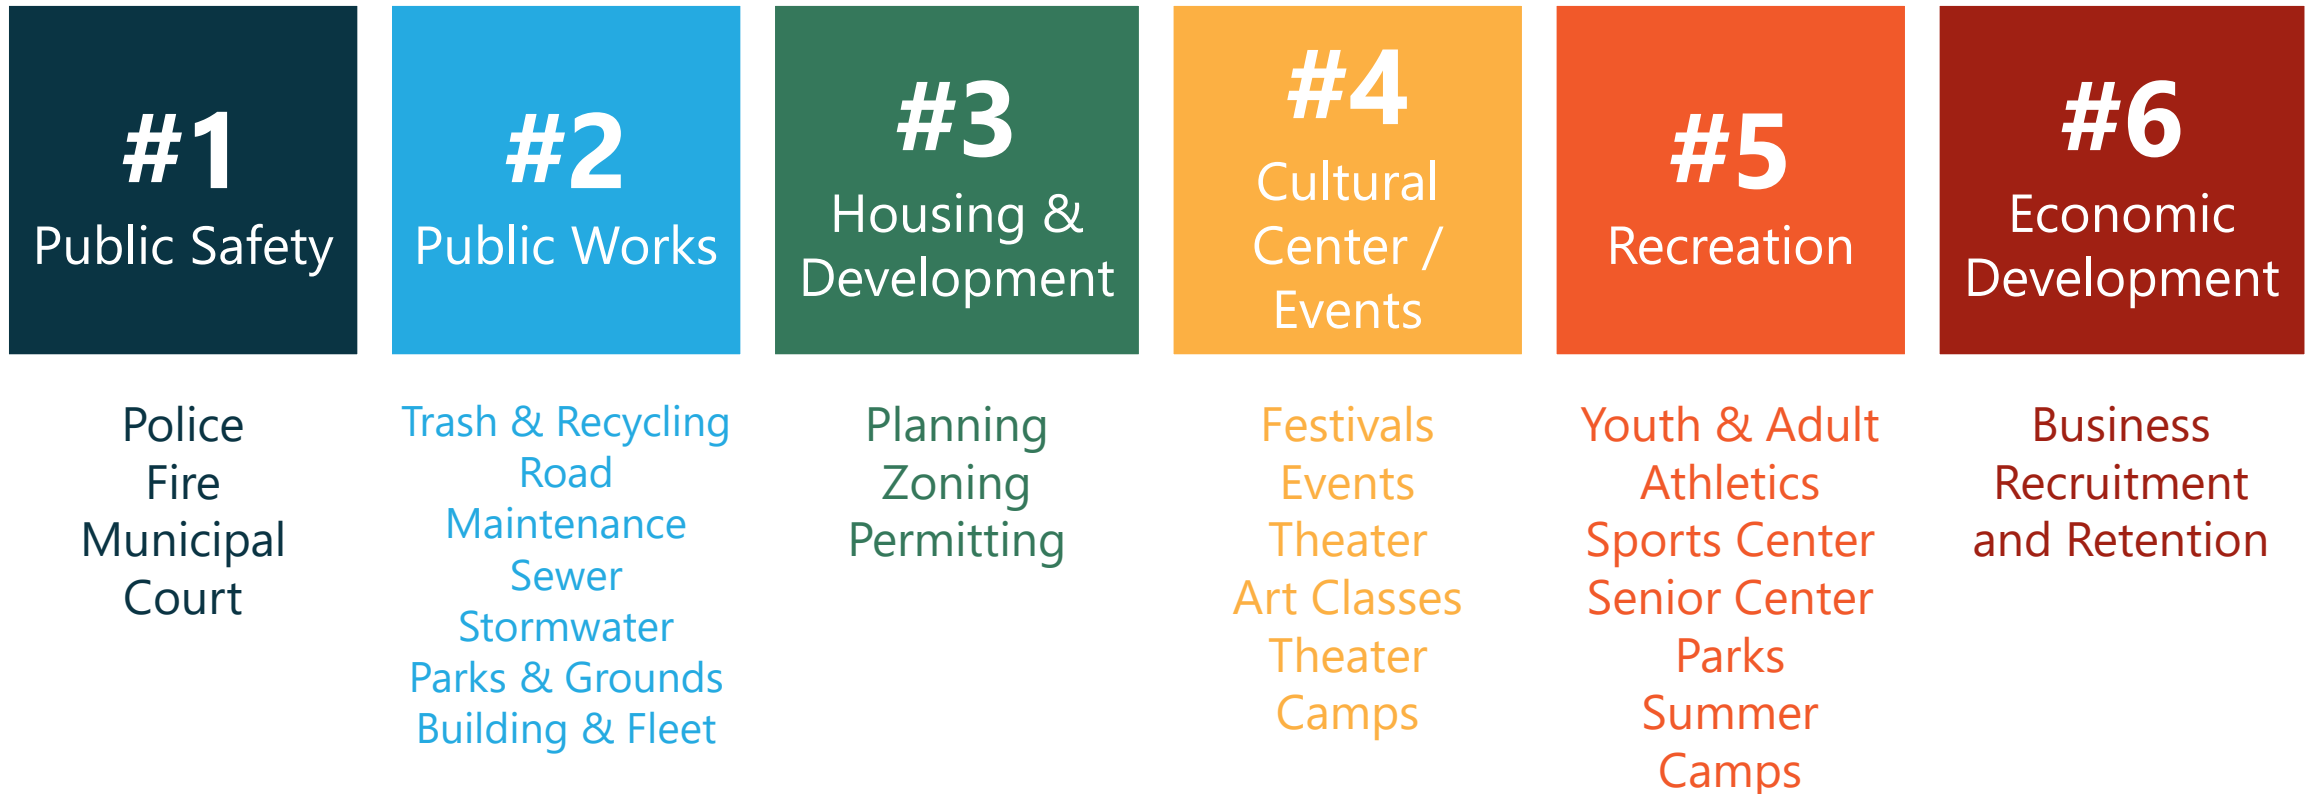 #1
Public Safety
Police
Fire
Municipal
Court
#2
Public Works
Trash & Recycling
Road
Maintenance
Sewer
Stormwater
Parks & Grounds
Building & Fleet
#3
Housing &
Development
Planning
Zoning
Permitting
#4
Cultural
Center /
Events
Festivals
Events
Theater
Art Classes
Theater
Camps
#5
Recreation
Youth & Adult
Athletics
Sports Center
Senior Center
Parks
Summer
Camps
#6
Economic
Development
Business
Recruitment
and Retention